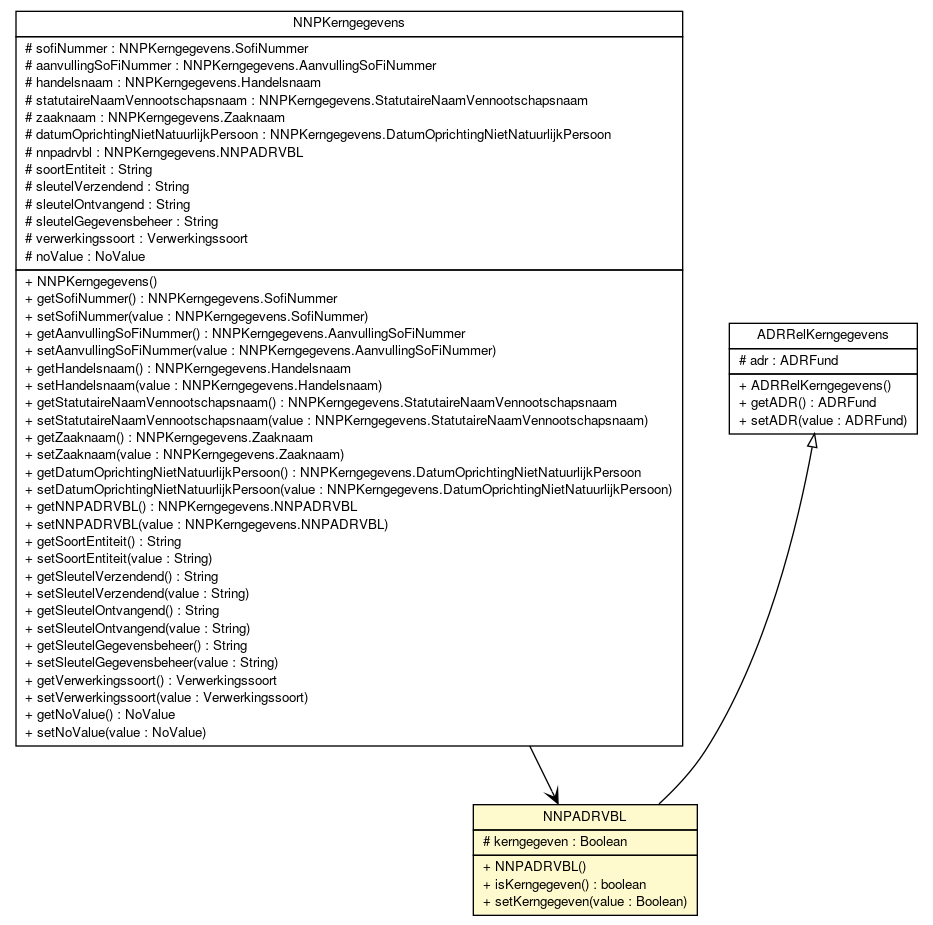 NNPKerngegevens
# sofiNummer : NNPKerngegevens.SofiNummer
# aanvullingSoFiNummer : NNPKerngegevens.AanvullingSoFiNummer
# handelsnaam : NNPKerngegevens.Handelsnaam
# statutaireNaamVennootschapsnaam : NNPKerngegevens.StatutaireNaamVennootschapsnaam
# zaaknaam : NNPKerngegevens.Zaaknaam
# datumOprichtingNietNatuurlijkPersoon : NNPKerngegevens.DatumOprichtingNietNatuurlijkPersoon
# nnpadrvbl : NNPKerngegevens.NNPADRVBL
# soortEntiteit : String
# sleutelVerzendend : String
# sleutelOntvangend : String
# sleutelGegevensbeheer : String
# verwerkingssoort : Verwerkingssoort
# noValue : NoValue
+ NNPKerngegevens()
+ getSofiNummer() : NNPKerngegevens.SofiNummer
+ setSofiNummer(value : NNPKerngegevens.SofiNummer)
+ getAanvullingSoFiNummer() : NNPKerngegevens.AanvullingSoFiNummer
+ setAanvullingSoFiNummer(value : NNPKerngegevens.AanvullingSoFiNummer)
+ getHandelsnaam() : NNPKerngegevens.Handelsnaam
+ setHandelsnaam(value : NNPKerngegevens.Handelsnaam)
+ getStatutaireNaamVennootschapsnaam() : NNPKerngegevens.StatutaireNaamVennootschapsnaam
+ setStatutaireNaamVennootschapsnaam(value : NNPKerngegevens.StatutaireNaamVennootschapsnaam)
+ getZaaknaam() : NNPKerngegevens.Zaaknaam
+ setZaaknaam(value : NNPKerngegevens.Zaaknaam)
+ getDatumOprichtingNietNatuurlijkPersoon() : NNPKerngegevens.DatumOprichtingNietNatuurlijkPersoon
+ setDatumOprichtingNietNatuurlijkPersoon(value : NNPKerngegevens.DatumOprichtingNietNatuurlijkPersoon)
+ getNNPADRVBL() : NNPKerngegevens.NNPADRVBL
+ setNNPADRVBL(value : NNPKerngegevens.NNPADRVBL)
+ getSoortEntiteit() : String
+ setSoortEntiteit(value : String)
+ getSleutelVerzendend() : String
+ setSleutelVerzendend(value : String)
+ getSleutelOntvangend() : String
+ setSleutelOntvangend(value : String)
+ getSleutelGegevensbeheer() : String
+ setSleutelGegevensbeheer(value : String)
+ getVerwerkingssoort() : Verwerkingssoort
+ setVerwerkingssoort(value : Verwerkingssoort)
+ getNoValue() : NoValue
+ setNoValue(value : NoValue)
ADRRelKerngegevens
# adr : ADRFund
+ ADRRelKerngegevens()
+ getADR() : ADRFund
+ setADR(value : ADRFund)
NNPADRVBL
# kerngegeven : Boolean
+ NNPADRVBL()
+ isKerngegeven() : boolean
+ setKerngegeven(value : Boolean)